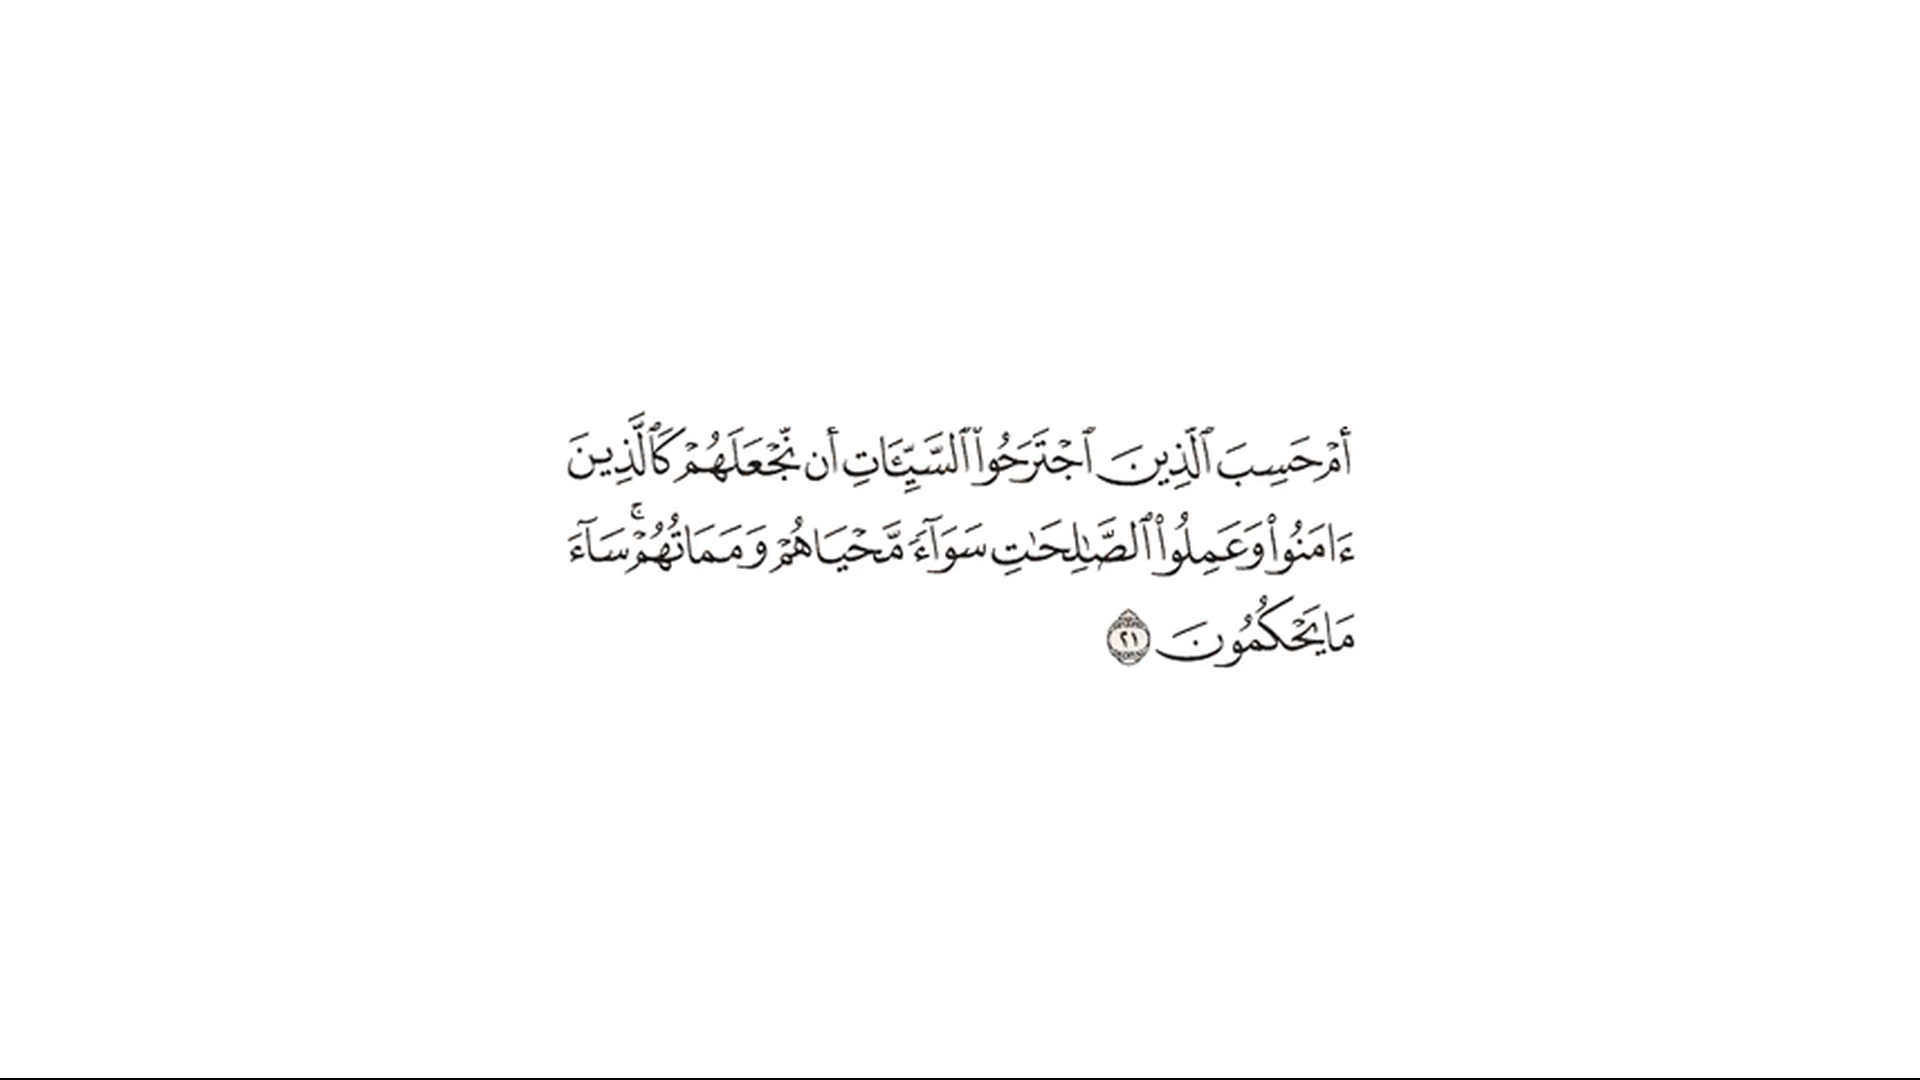 أَمْ حَسِبَ ٱلَّذِينَ ٱجْتَرَحُوا۟ ٱلسَّيِّـَٔاتِ أَن نَّجْعَلَهُمْ كَٱلَّذِينَ
ءَامَنُوا۟ وَعَمِلُوا۟ ٱلصَّـٰلِحَـٰتِ سَوَآءً مَّحْيَاهُمْ وَمَمَاتُهُمْ ۚ سَآءَ
مَا يَحْكُمُونَ ٢١